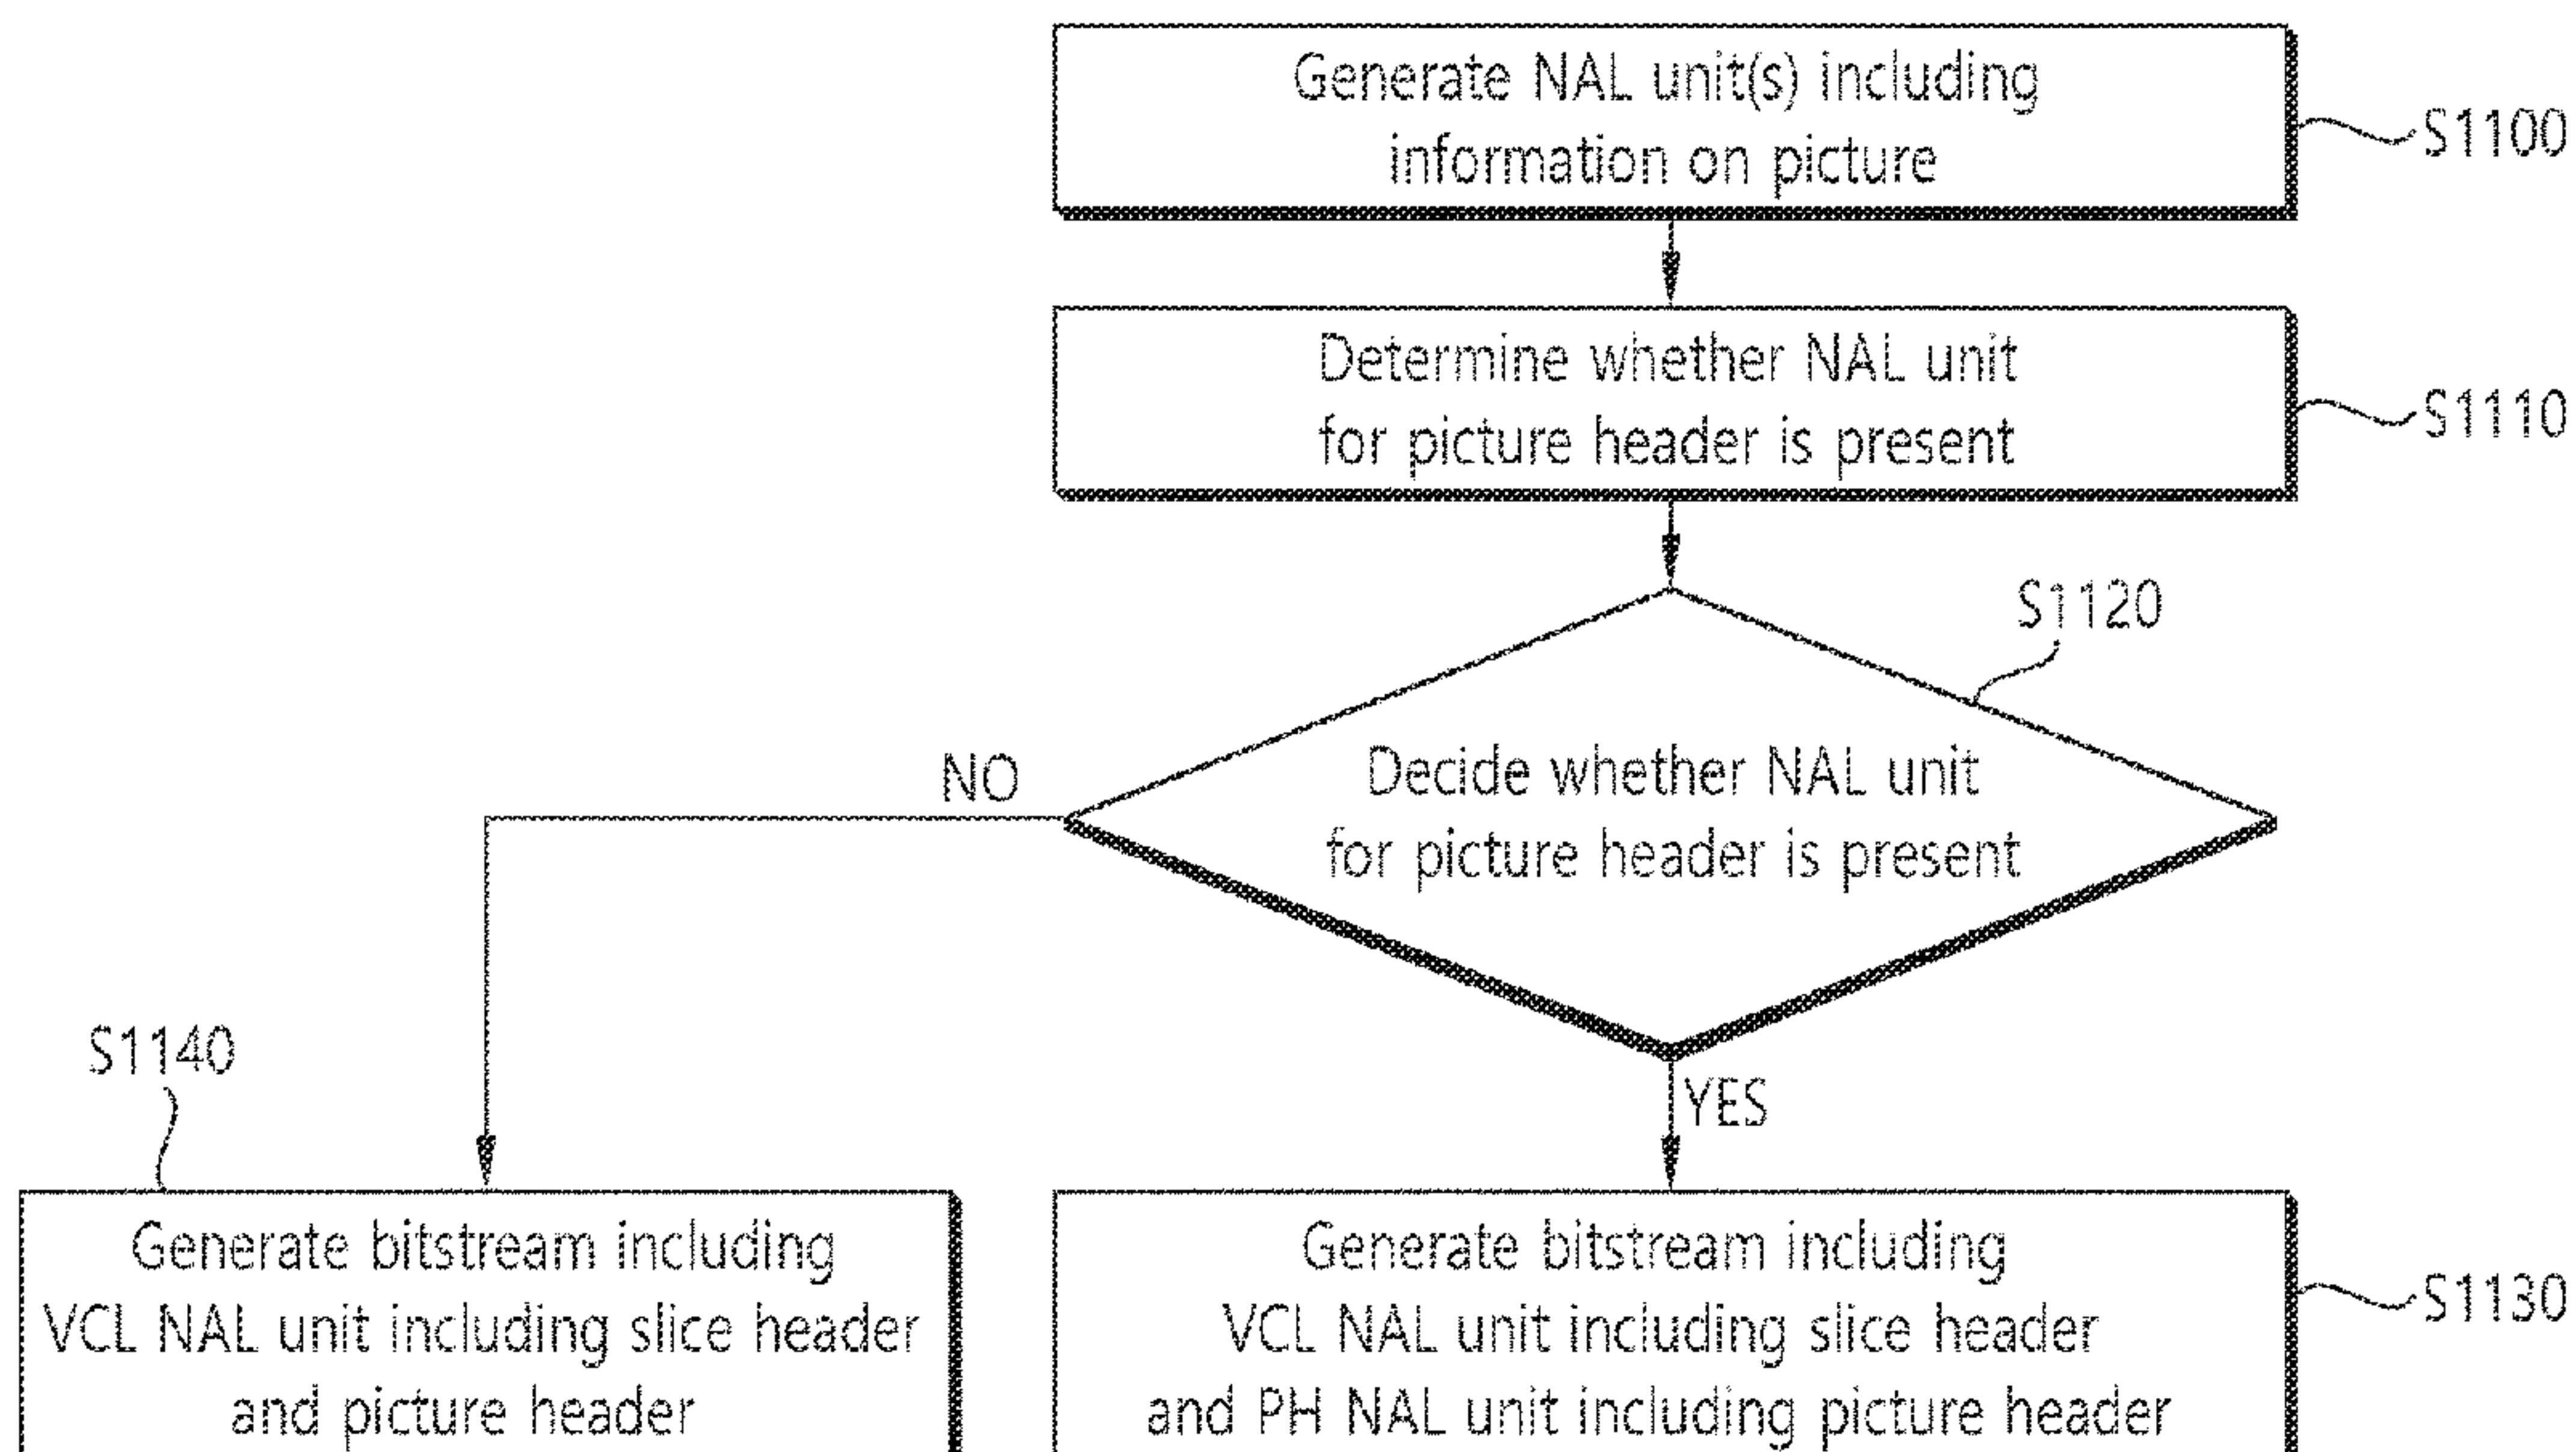 Generate NAL unit(s) including
information on picture
S1100
Determine whether NAL unit
for picture header is present
S1110
S1120
Decide whether NAL unit
for picture header is present
NO
YES
S1140
Generate bitstream including
VCL NAL unit including slice header
and picture header
Generate bitstream including
VCL NAL unit including slice header
and PH NAL unit including picture header
S1130